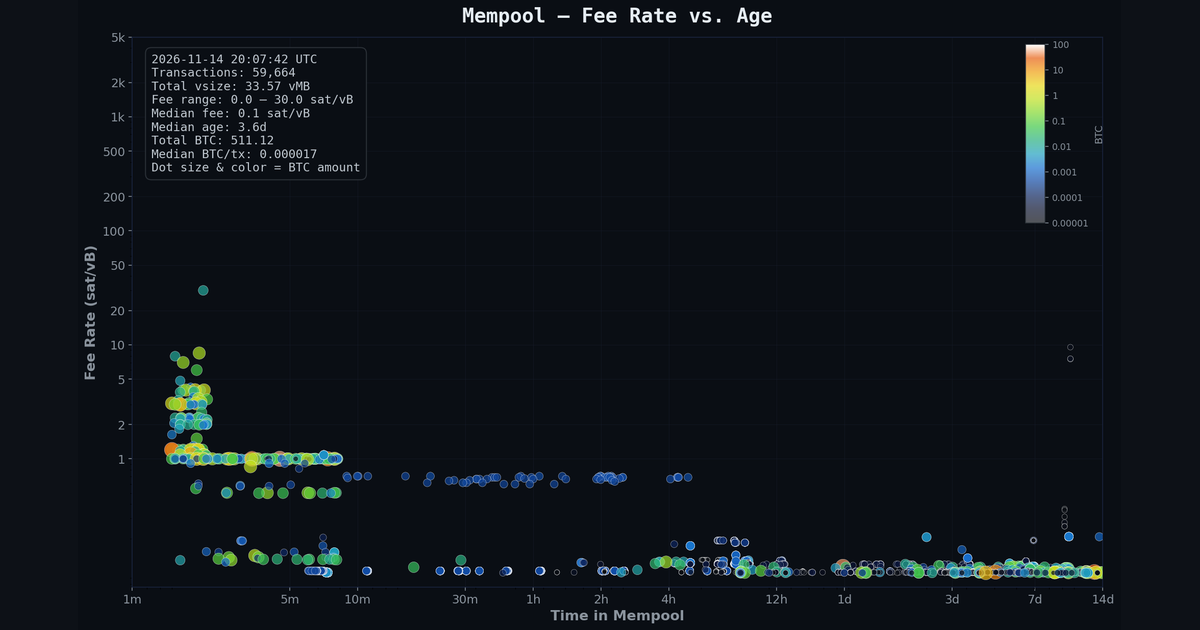 Mempool — Fee Rate vs. Age
5k
2k
1k
500
200
100
50
20
10
5
2
1
Fee Rate (sat/vB)
2026-11-14 20:07:42 UTC
Transactions: 59,664
Total vsize: 33.57 vMB
Fee range: 0.0 – 30.0 sat/vB
Median fee: 0.1 sat/vB
Median age: 3.6d
Total BTC: 511.12
Median BTC/tx: 0.000017
Dot size & color = BTC amount
100
10
1
0.1
0.01
0.001
0.0001
0.00001
BTC
1m 5m 10m 30m 1h 2h 4h 12h 1d 3d 7d 14d
Time in Mempool